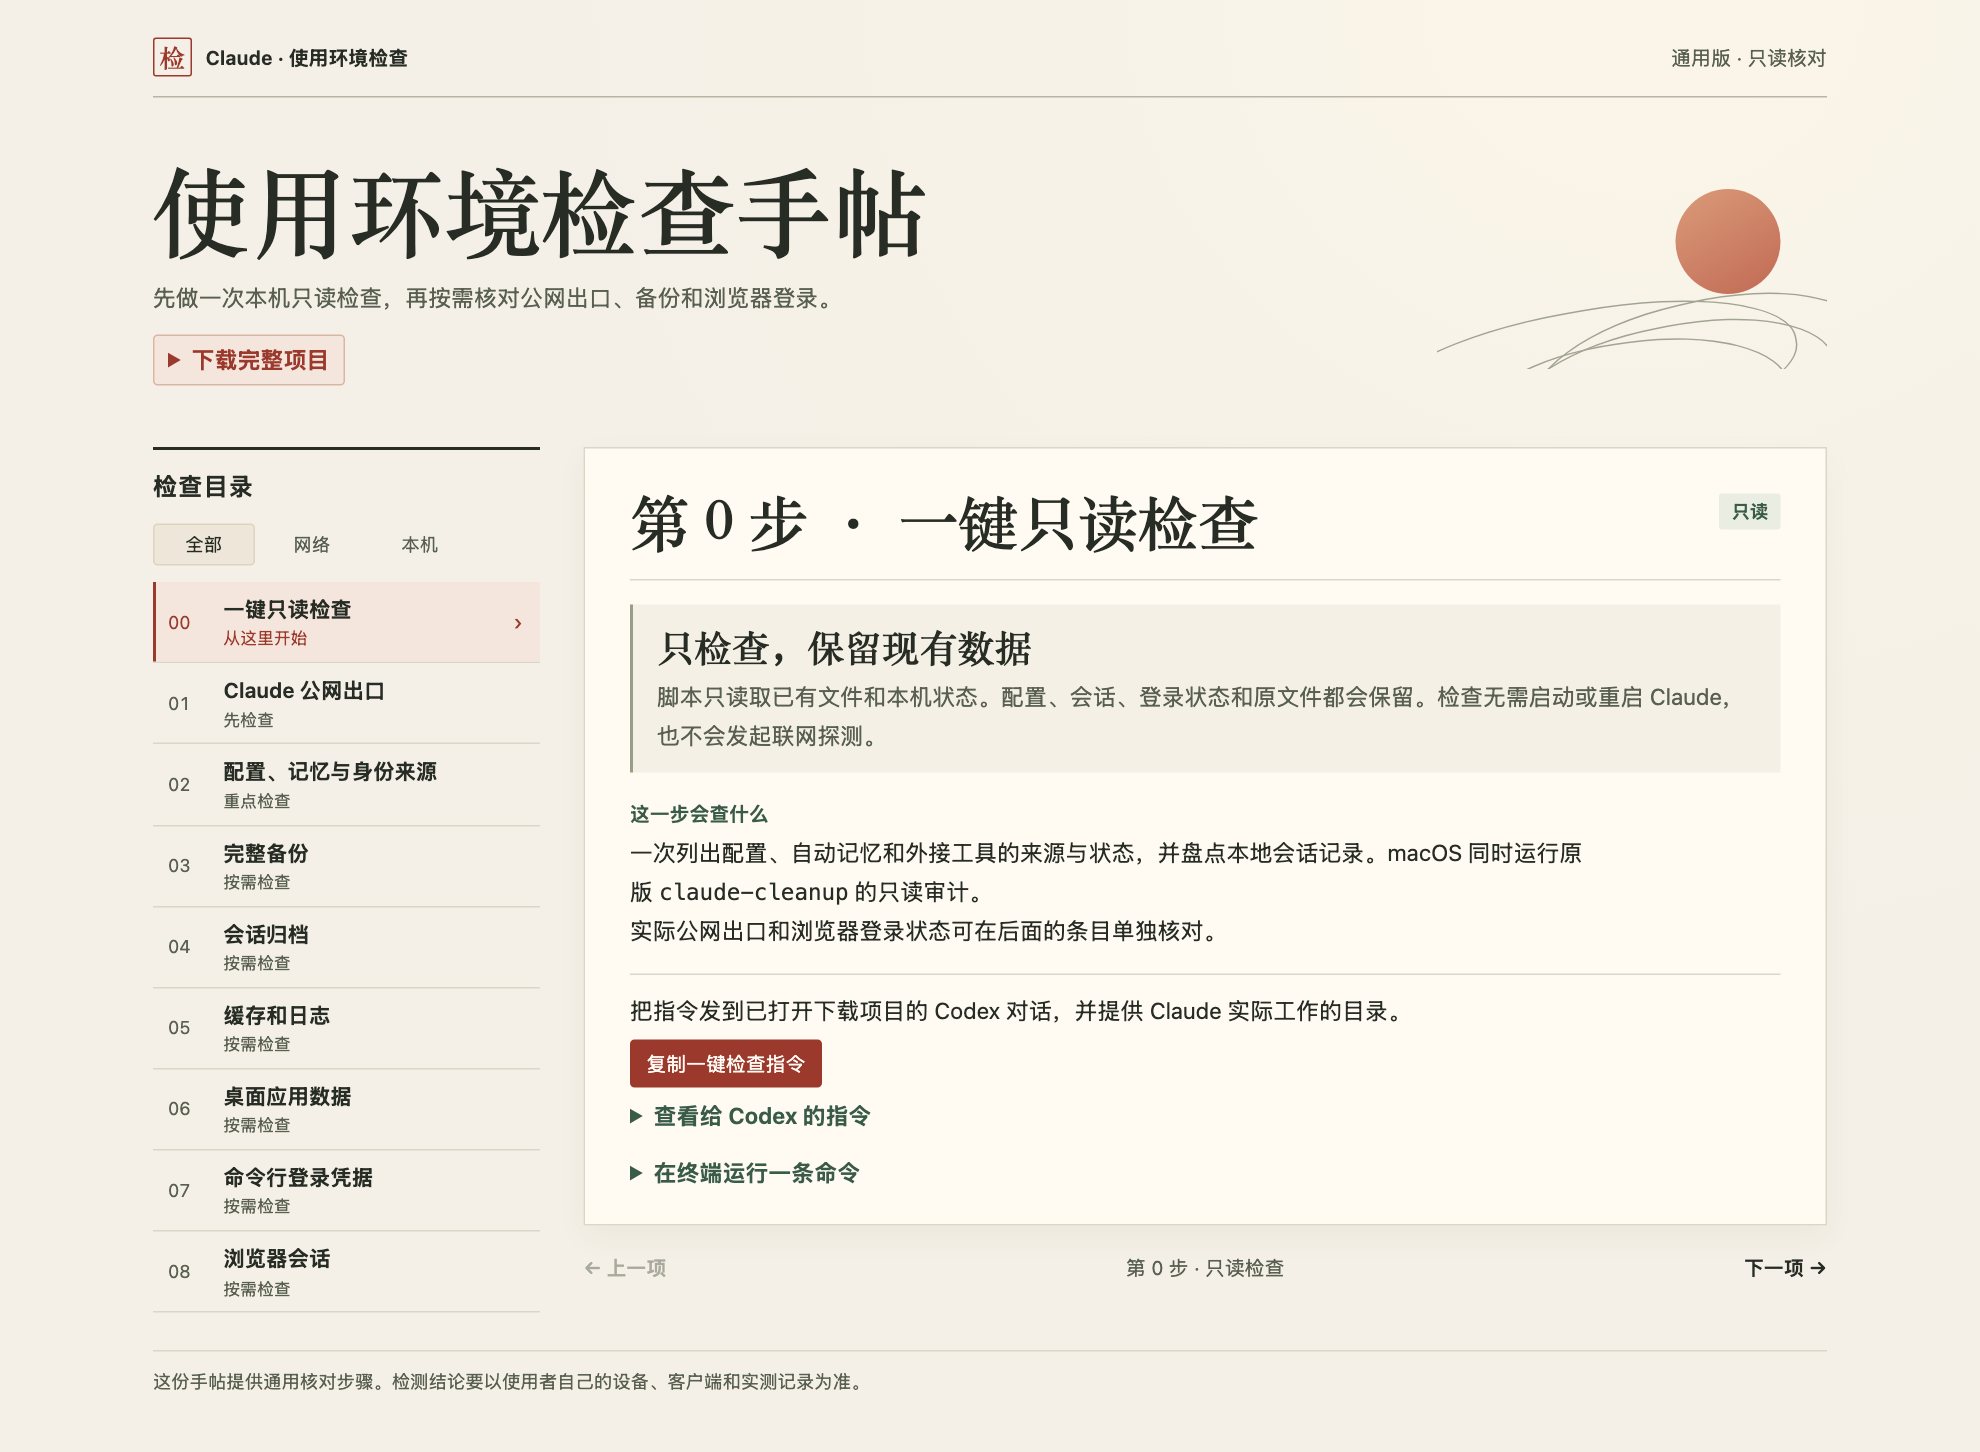 检
Claude · 使用环境检查
通用版 · 只读核对
使用环境检查手帖
先做一次本机只读检查，再按需核对公网出口、备份和浏览器登录。
▶ 下载完整项目
检查目录
全部
网络
本机
00
一键只读检查
从这里开始
›
01
Claude 公网出口
先检查
02
配置、记忆与身份来源
重点检查
03
完整备份
按需检查
04
会话归档
按需检查
05
缓存和日志
按需检查
06
桌面应用数据
按需检查
07
命令行登录凭据
按需检查
08
浏览器会话
按需检查
第 0 步 · 一键只读检查
只读
只检查，保留现有数据
脚本只读取已有文件和本机状态。配置、会话、登录状态和原文件都会保留。检查无需启动或重启 Claude，
也不会发起联网探测。
这一步会查什么
一次列出配置、自动记忆和外接工具的来源与状态，并盘点本地会话记录。macOS 同时运行原
版 claude-cleanup 的只读审计。
实际公网出口和浏览器登录状态可在后面的条目单独核对。
把指令发到已打开下载项目的 Codex 对话，并提供 Claude 实际工作的目录。
复制一键检查指令
▶ 查看给 Codex 的指令
▶ 在终端运行一条命令
← 上一项
第 0 步 · 只读检查
下一项 →
这份手帖提供通用核对步骤。检测结论要以使用者自己的设备、客户端和实测记录为准。